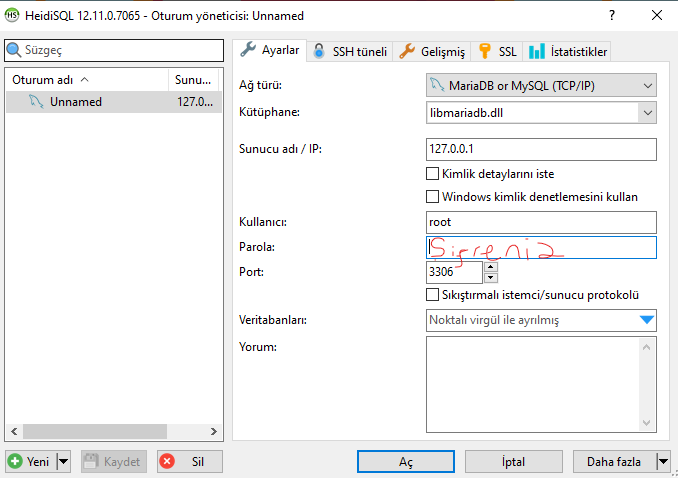 HeidiSQL 12.11.0.7065 - Oturum yöneticisi: Unnamed
Süzgeç
Oturum adı Sunu...
Unnamed 127.0...
Ayarlar SSH tüneli Gelişmiş SSL İstatistikler
Ağ türü: MariaDB or MySQL (TCP/IP)
Kütüphane: libmariadb.dll
Sunucu adı / IP: 127.0.0.1
Kimlik detaylarını iste
Windows kimlik denetlemesini kullan
Kullanıcı: root
Parola: Şifreniz
Port: 3306
Sıkıştırmalı istemci/sunucu protokolü
Veritabanları: Noktalı virgül ile ayrılmış
Yorum:
Yeni Kaydet Sil Aç İptal Daha fazla